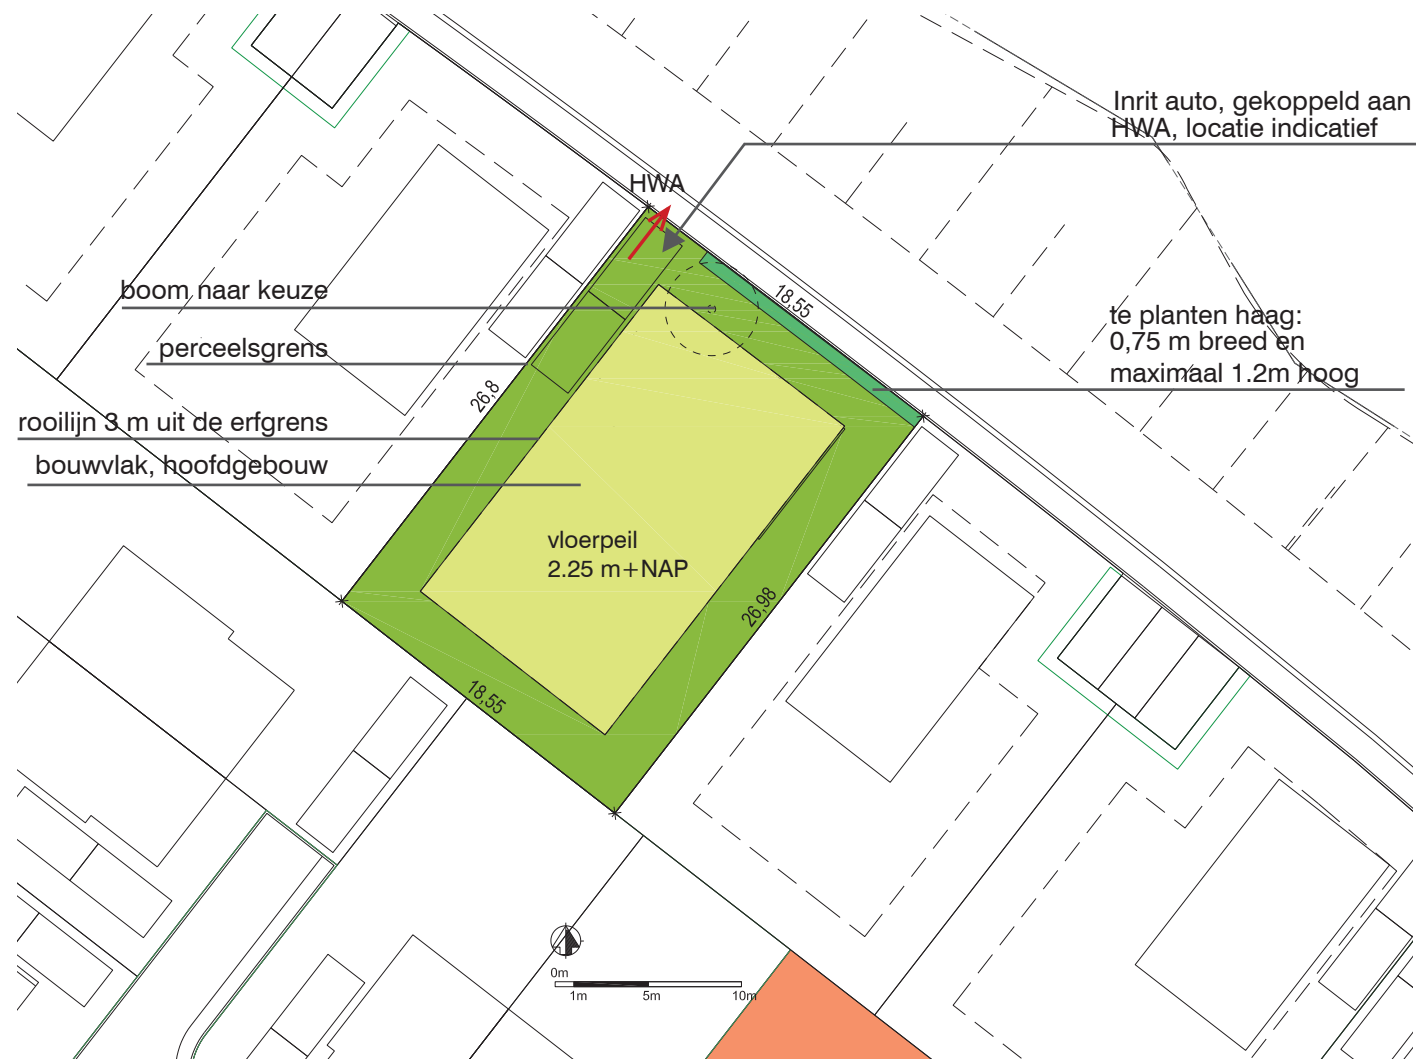 Inrit auto, gekoppeld aan
HWA, locatie indicatief
HWA
boom naar keuze
18,55
te planten haag:
0,75 m breed en
maximaal 1.2m hoog
perceelsgrens
26,8
rooilijn 3 m uit de erfgrens
bouwvlak, hoofdgebouw
vloerpeil
2.25 m+NAP
26,98
18,55
0m
1m 5m 10m